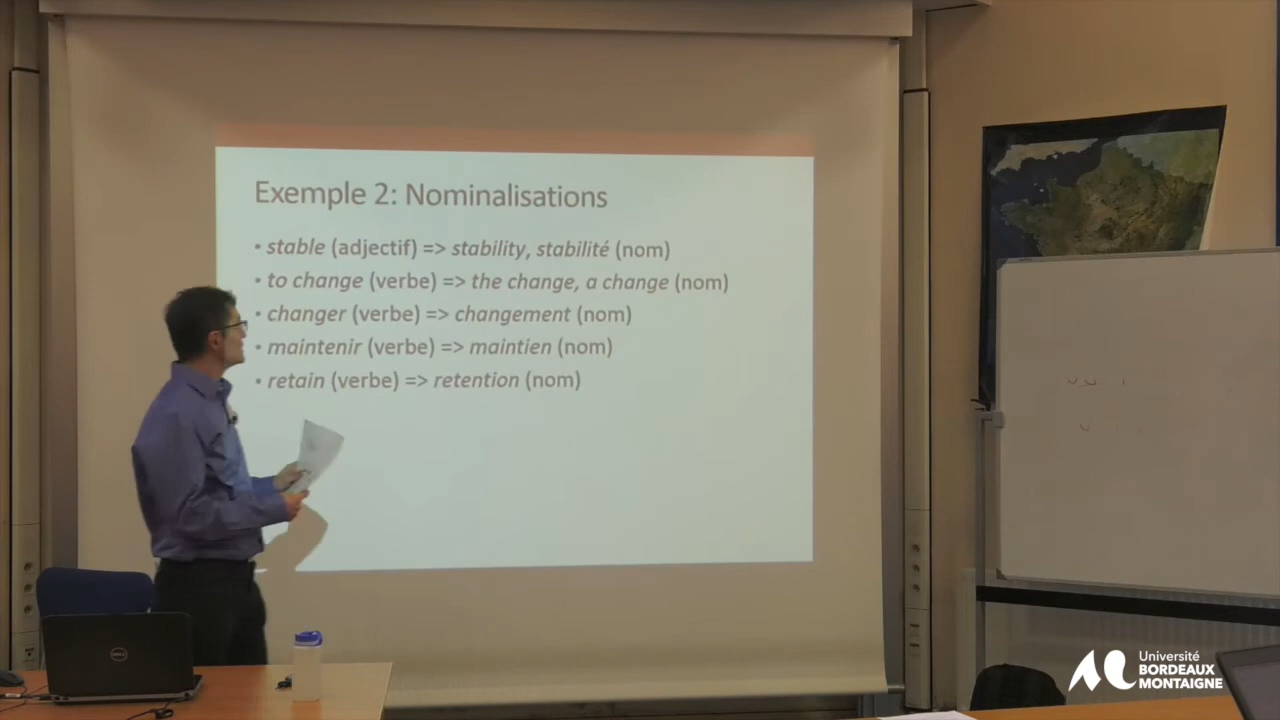 Exemple 2: Nominalisations
• stable (adjectif) => stability, stabilité (nom)
• to change (verbe) => the change, a change (nom)
• changer (verbe) => changement (nom)
• maintenir (verbe) => maintien (nom)
• retain (verbe) => retention (nom)
DELL
Université
BORDEAUX
MONTAIGNE